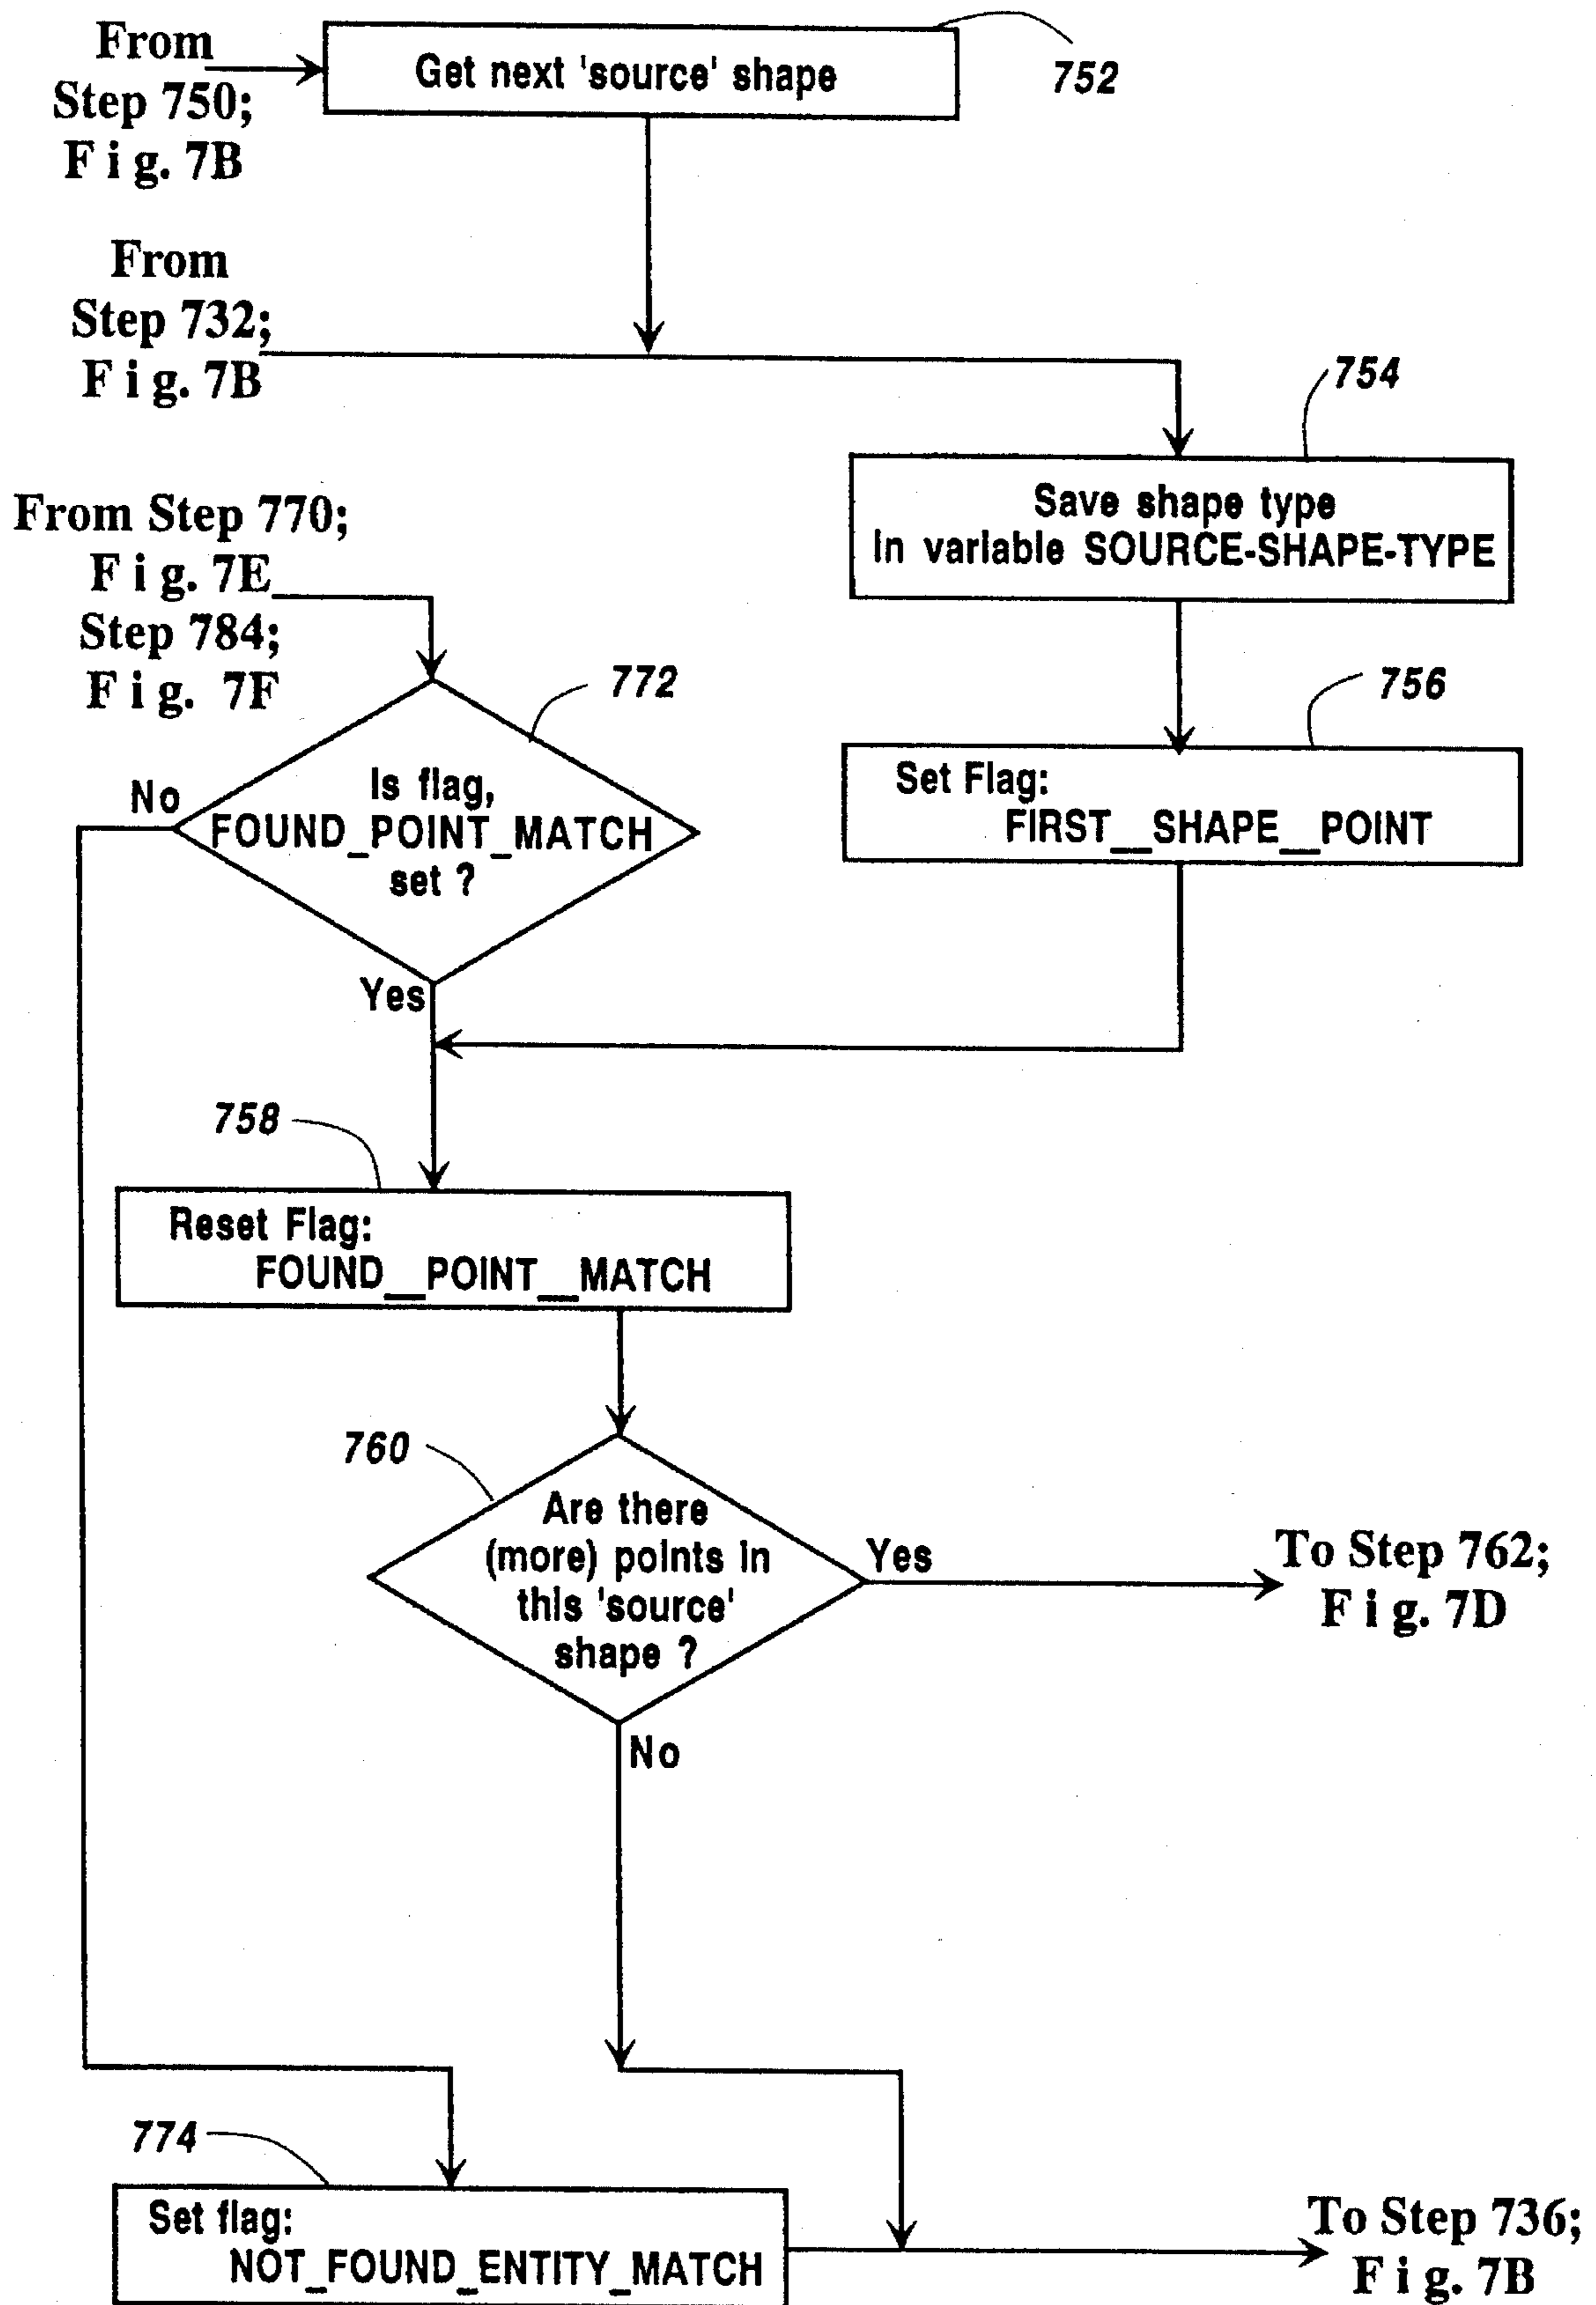 From
Step 750;
Fig. 7B
Get next 'source' shape
752
From
Step 732;
Fig. 7B
754
Save shape type
in variable SOURCE-SHAPE-TYPE
From Step 770;
Fig. 7E
Step 784;
Fig. 7F
772
756
Is flag,
FOUND_POINT_MATCH
set ?
No
Yes
Set Flag:
FIRST__SHAPE__POINT
758
Reset Flag:
FOUND__POINT__MATCH
760
Are there
(more) points in
this 'source'
shape ?
Yes
To Step 762;
Fig. 7D
No
774
Set flag:
NOT_FOUND_ENTITY_MATCH
To Step 736;
Fig. 7B